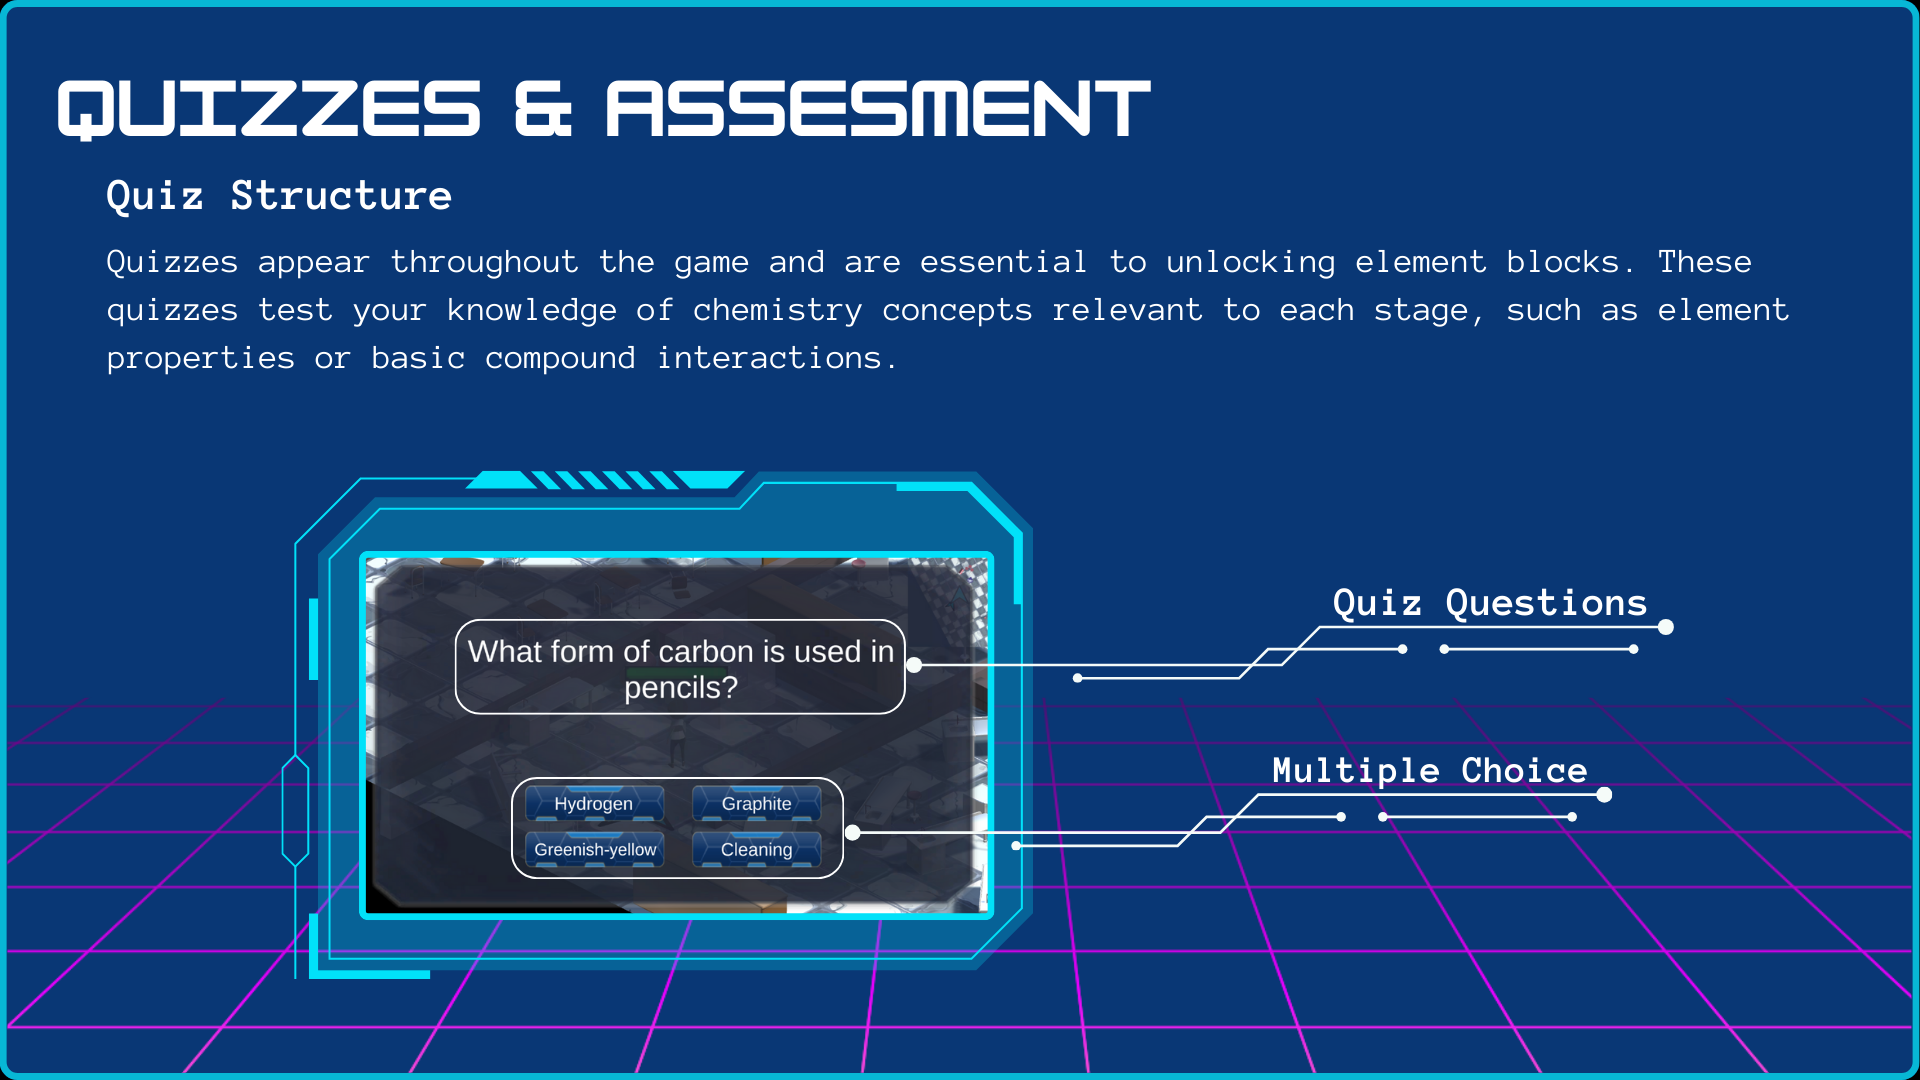 QUIZZES & ASSESMENT
Quiz Structure
Quizzes appear throughout the game and are essential to unlocking element blocks. These
quizzes test your knowledge of chemistry concepts relevant to each stage, such as element
properties or basic compound interactions.
What form of carbon is used in
pencils?
Quiz Questions
Multiple Choice
Hydrogen
Graphite
Greenish-yellow
Cleaning